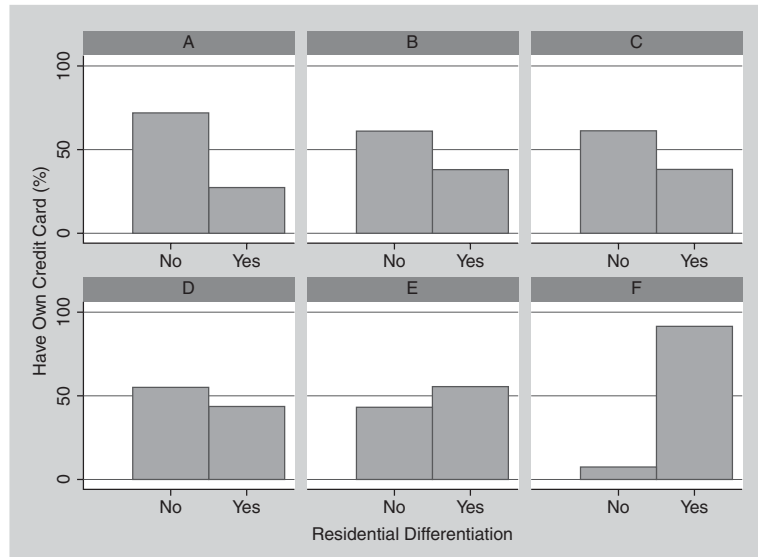 A B C
Have Own Credit Card (%)
100
50
0
No Yes No Yes No Yes
D E F
100
50
0
No Yes No Yes No Yes
Residential Differentiation